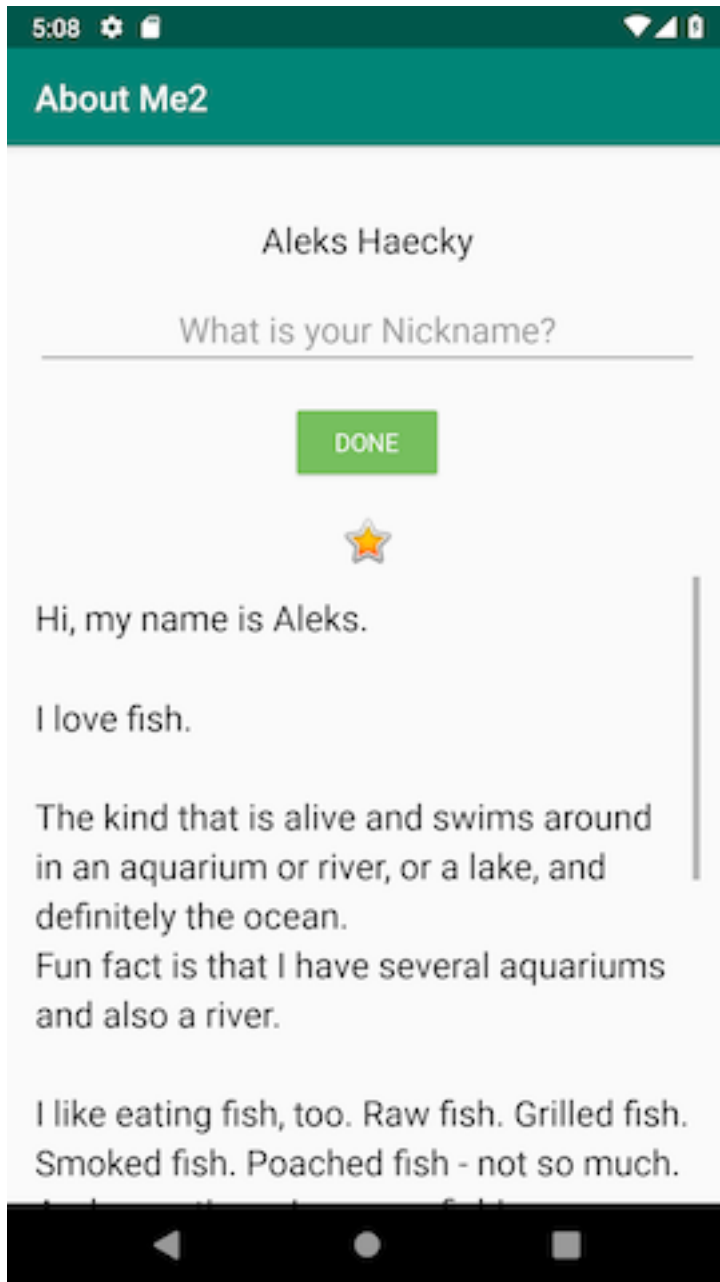 5:08
About Me2
Aleks Haecky
What is your Nickname?
DONE
Hi, my name is Aleks.
I love fish.
The kind that is alive and swims around
in an aquarium or river, or a lake, and
definitely the ocean.
Fun fact is that I have several aquariums
and also a river.
I like eating fish, too. Raw fish. Grilled fish.
Smoked fish. Poached fish - not so much.